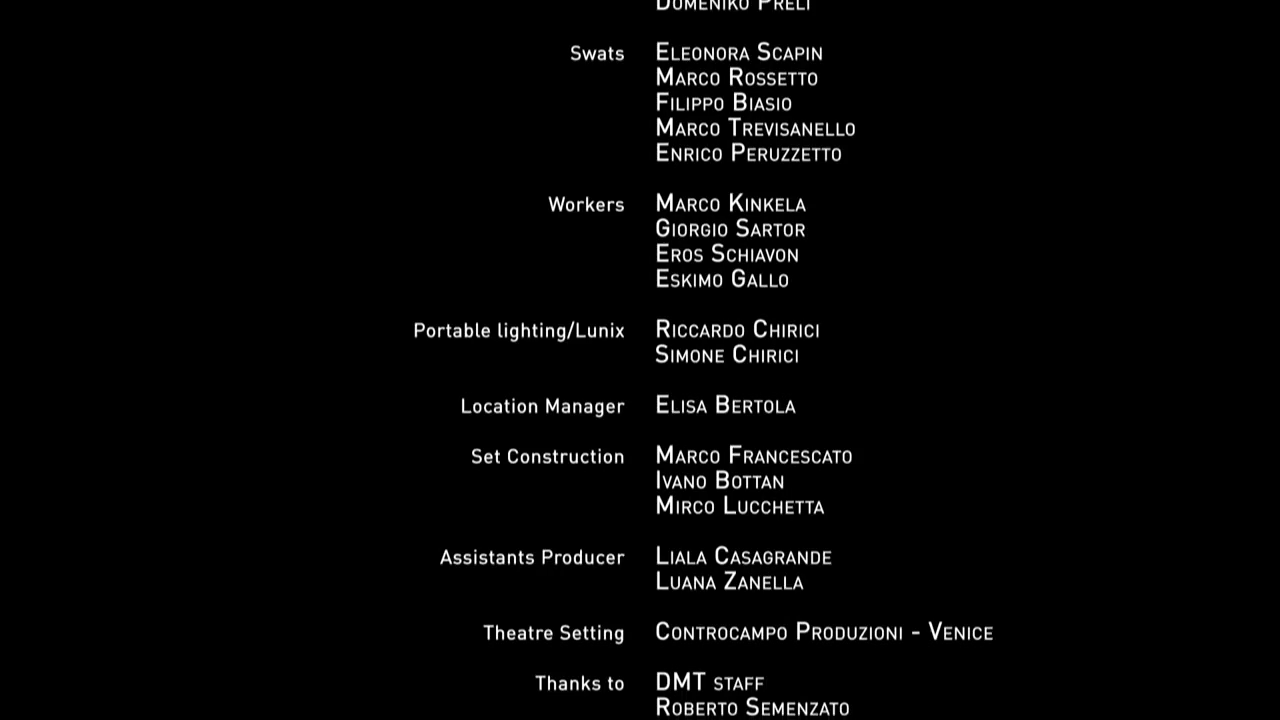 Domeniko Preli
Swats Eleonora Scapin
Marco Rossetto
Filippo Biasio
Marco Trevisanello
Enrico Peruzzetto
Workers Marco Kinkela
Giorgio Sartor
Eros Schiavon
Eskimo Gallo
Portable lighting/Lunix Riccardo Chirici
Simone Chirici
Location Manager Elisa Bertola
Set Construction Marco Francescato
Ivano Bottan
Mirco Lucchetta
Assistants Producer Liala Casagrande
Luana Zanella
Theatre Setting Controcampo Produzioni - Venice
Thanks to DMT staff
Roberto Semenzato